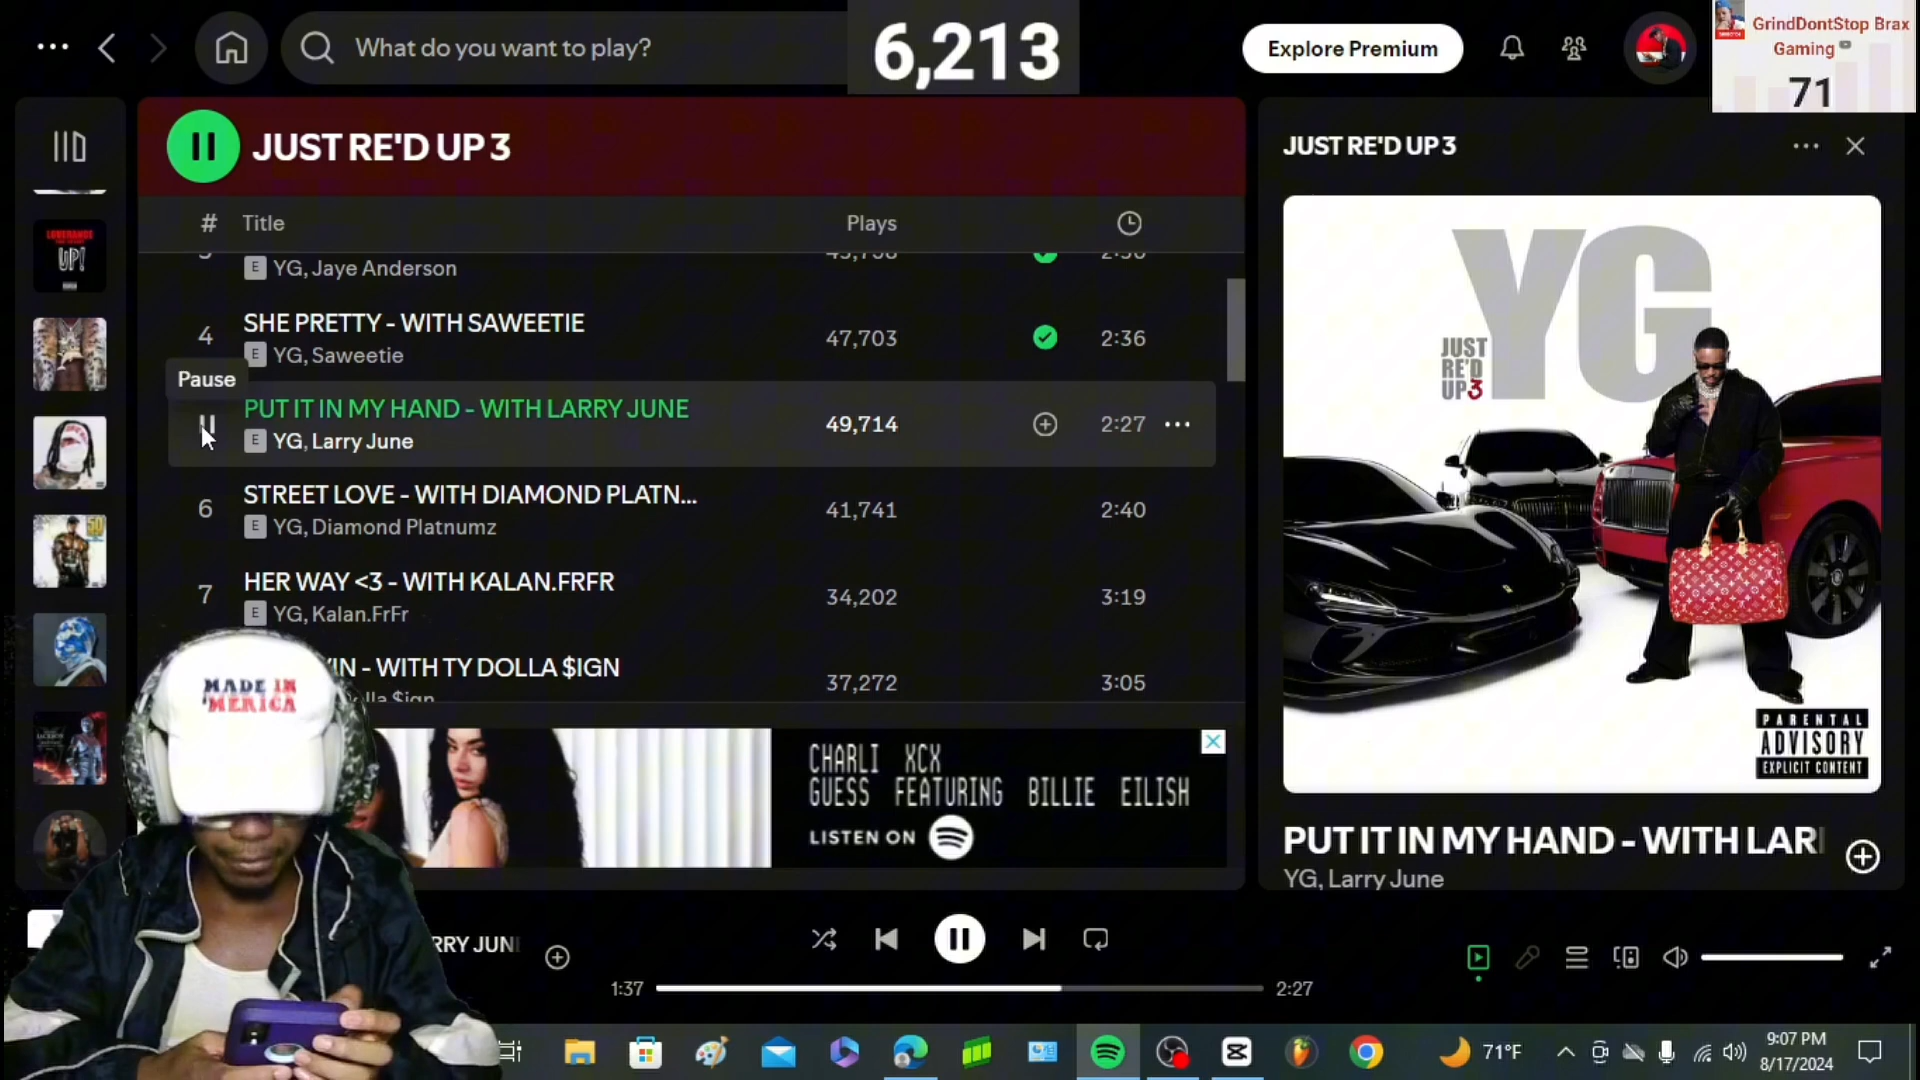 What do you want to play?
6,213
Explore Premium
GrindDontStop Brax
Gaming
71
JUST RE'D UP 3
# Title Plays
E YG, Jaye Anderson
4 SHE PRETTY - WITH SAWEETIE 47,703 2:36
E YG, Saweetie
Pause
PUT IT IN MY HAND - WITH LARRY JUNE 49,714 2:27
E YG, Larry June
6 STREET LOVE - WITH DIAMOND PLATN... 41,741 2:40
E YG, Diamond Platnumz
7 HER WAY <3 - WITH KALAN.FRFR 34,202 3:19
E YG, Kalan.FrFr
IN - WITH TY DOLLA $IGN 37,272 3:05
lla $ign
CHARLI XCX
GUESS FEATURING BILLIE EILISH
LISTEN ON
JUST RE'D UP 3
YG
JUST
RE'D
UP3
PARENTAL
ADVISORY
EXPLICIT CONTENT
PUT IT IN MY HAND - WITH LAR
YG, Larry June
LOVERANCE
UP!
MADE IN
'MERICA
RRY JUN
1:37 2:27
71°F
9:07 PM
8/17/2024